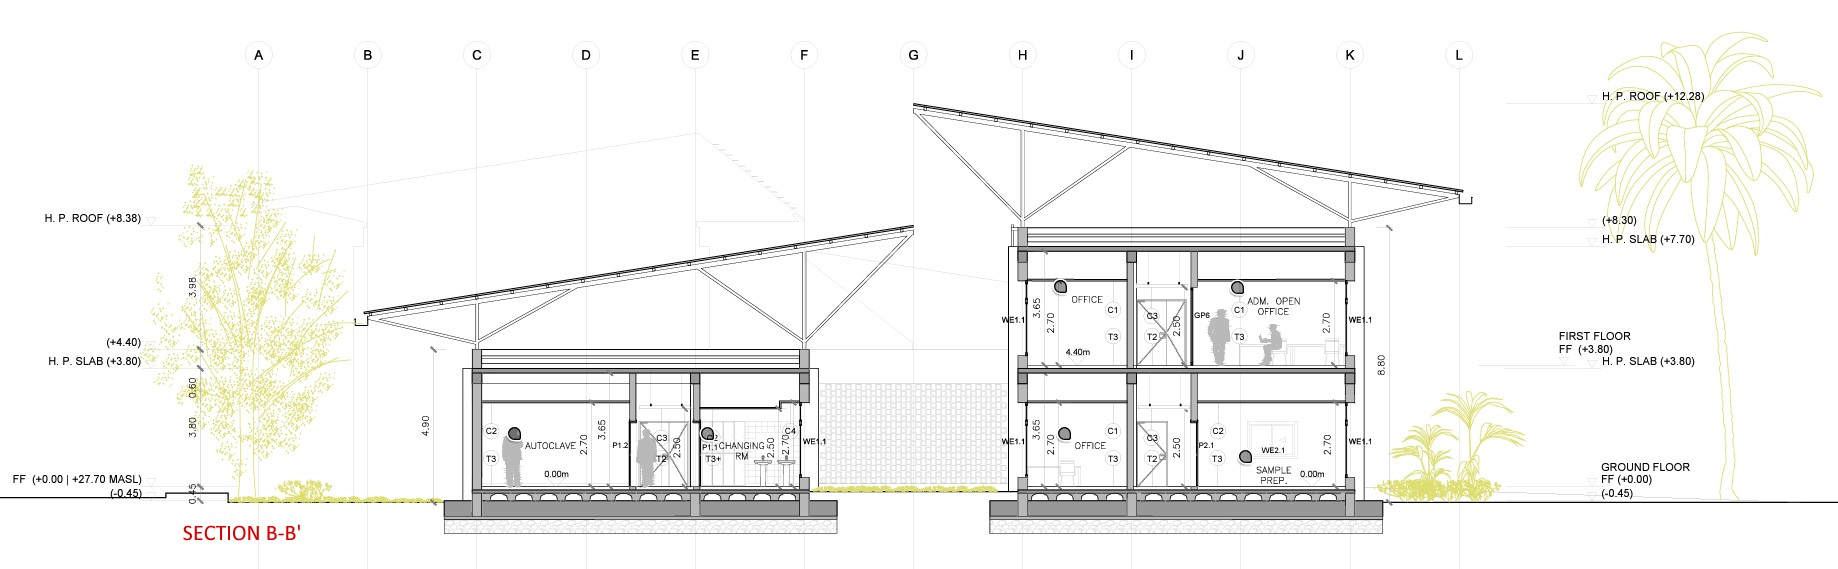 A B C D E F G H I J K L
H. P. ROOF (+12.28)
H. P. ROOF (+8.38)
(+8.30)
H. P. SLAB (+7.70)
3.98
OFFICE
ADM. OPEN
OFFICE
3.65
2.70
C1
C3
2.50
GP6
C1
2.70
WE1.1
WE1.1
T3
T2
T3
4.40m
(+4.40)
H. P. SLAB (+3.80)
FIRST FLOOR
FF (+3.80)
H. P. SLAB (+3.80)
8.80
0.60
3.80
4.90
C2
AUTOCLAVE
T3
0.00m
2.70
3.65
P1.2
C3
T2
2.50
P1.1
CHANGING
RM
T3+
2.50
2.70
C4
WE1.1
WE1.1
3.65
2.70
OFFICE
C1
T3
C3
T2
2.50
P2.1
C2
T3
WE2.1
SAMPLE
PREP.
0.00m
2.70
WE1.1
FF (+0.00 | +27.70 MASL)
(-0.45)
0.45
GROUND FLOOR
FF (+0.00)
(-0.45)
SECTION B-B'